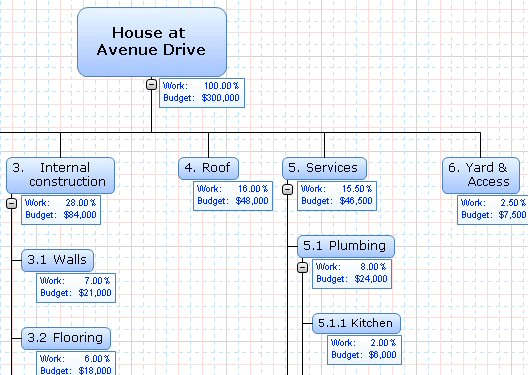 House at
Avenue Drive
Work: 100.00%
Budget: $300,000
3. Internal
construction
Work: 28.00%
Budget: $84,000
4. Roof
Work: 16.00%
Budget: $48,000
5. Services
Work: 15.50%
Budget: $46,500
6. Yard &
Access
Work: 2.50%
Budget: $7,500
3.1 Walls
Work: 7.00%
Budget: $21,000
5.1 Plumbing
Work: 8.00%
Budget: $24,000
3.2 Flooring
Work: 6.00%
Budget: $18,000
5.1.1 Kitchen
Work: 2.00%
Budget: $6,000